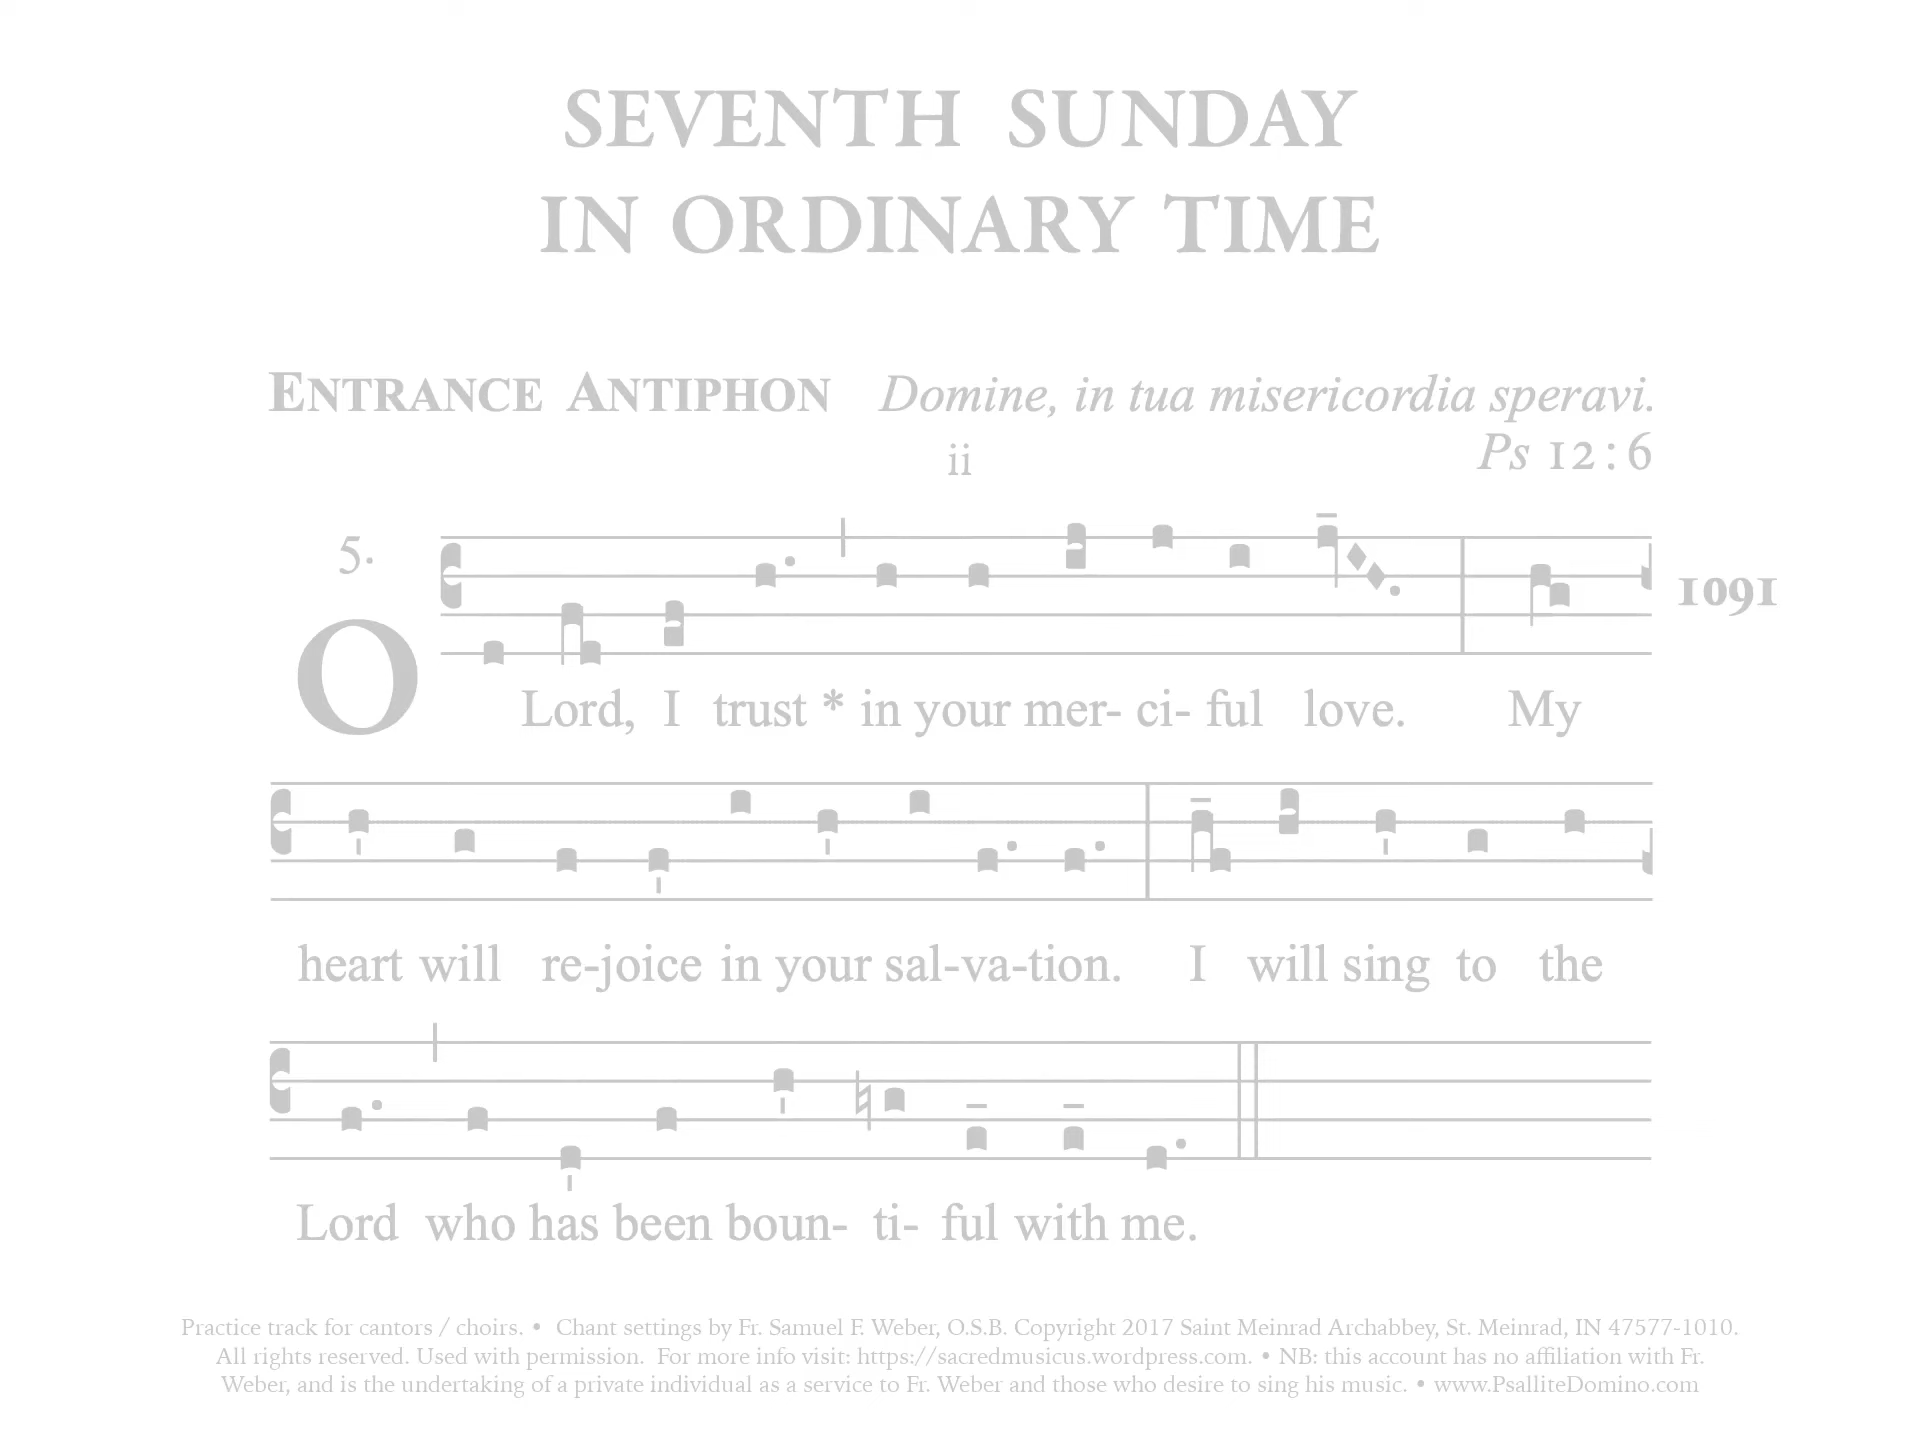 SEVENTH SUNDAY
IN ORDINARY TIME
ENTRANCE ANTIPHON Domine, in tua misericordia speravi.
ii Ps 12:6
5.
1091
O Lord, I trust * in your mer- ci- ful love. My
heart will re-joice in your sal-va-tion. I will sing to the
Lord who has been boun- ti- ful with me.
Practice track for cantors / choirs. • Chant settings by Fr. Samuel F. Weber, O.S.B. Copyright 2017 Saint Meinrad Archabbey, St. Meinrad, IN 47577-1010.
All rights reserved. Used with permission. For more info visit: https://sacredmusicus.wordpress.com. • NB: this account has no affiliation with Fr.
Weber, and is the undertaking of a private individual as a service to Fr. Weber and those who desire to sing his music. • www.PsalliteDomino.com